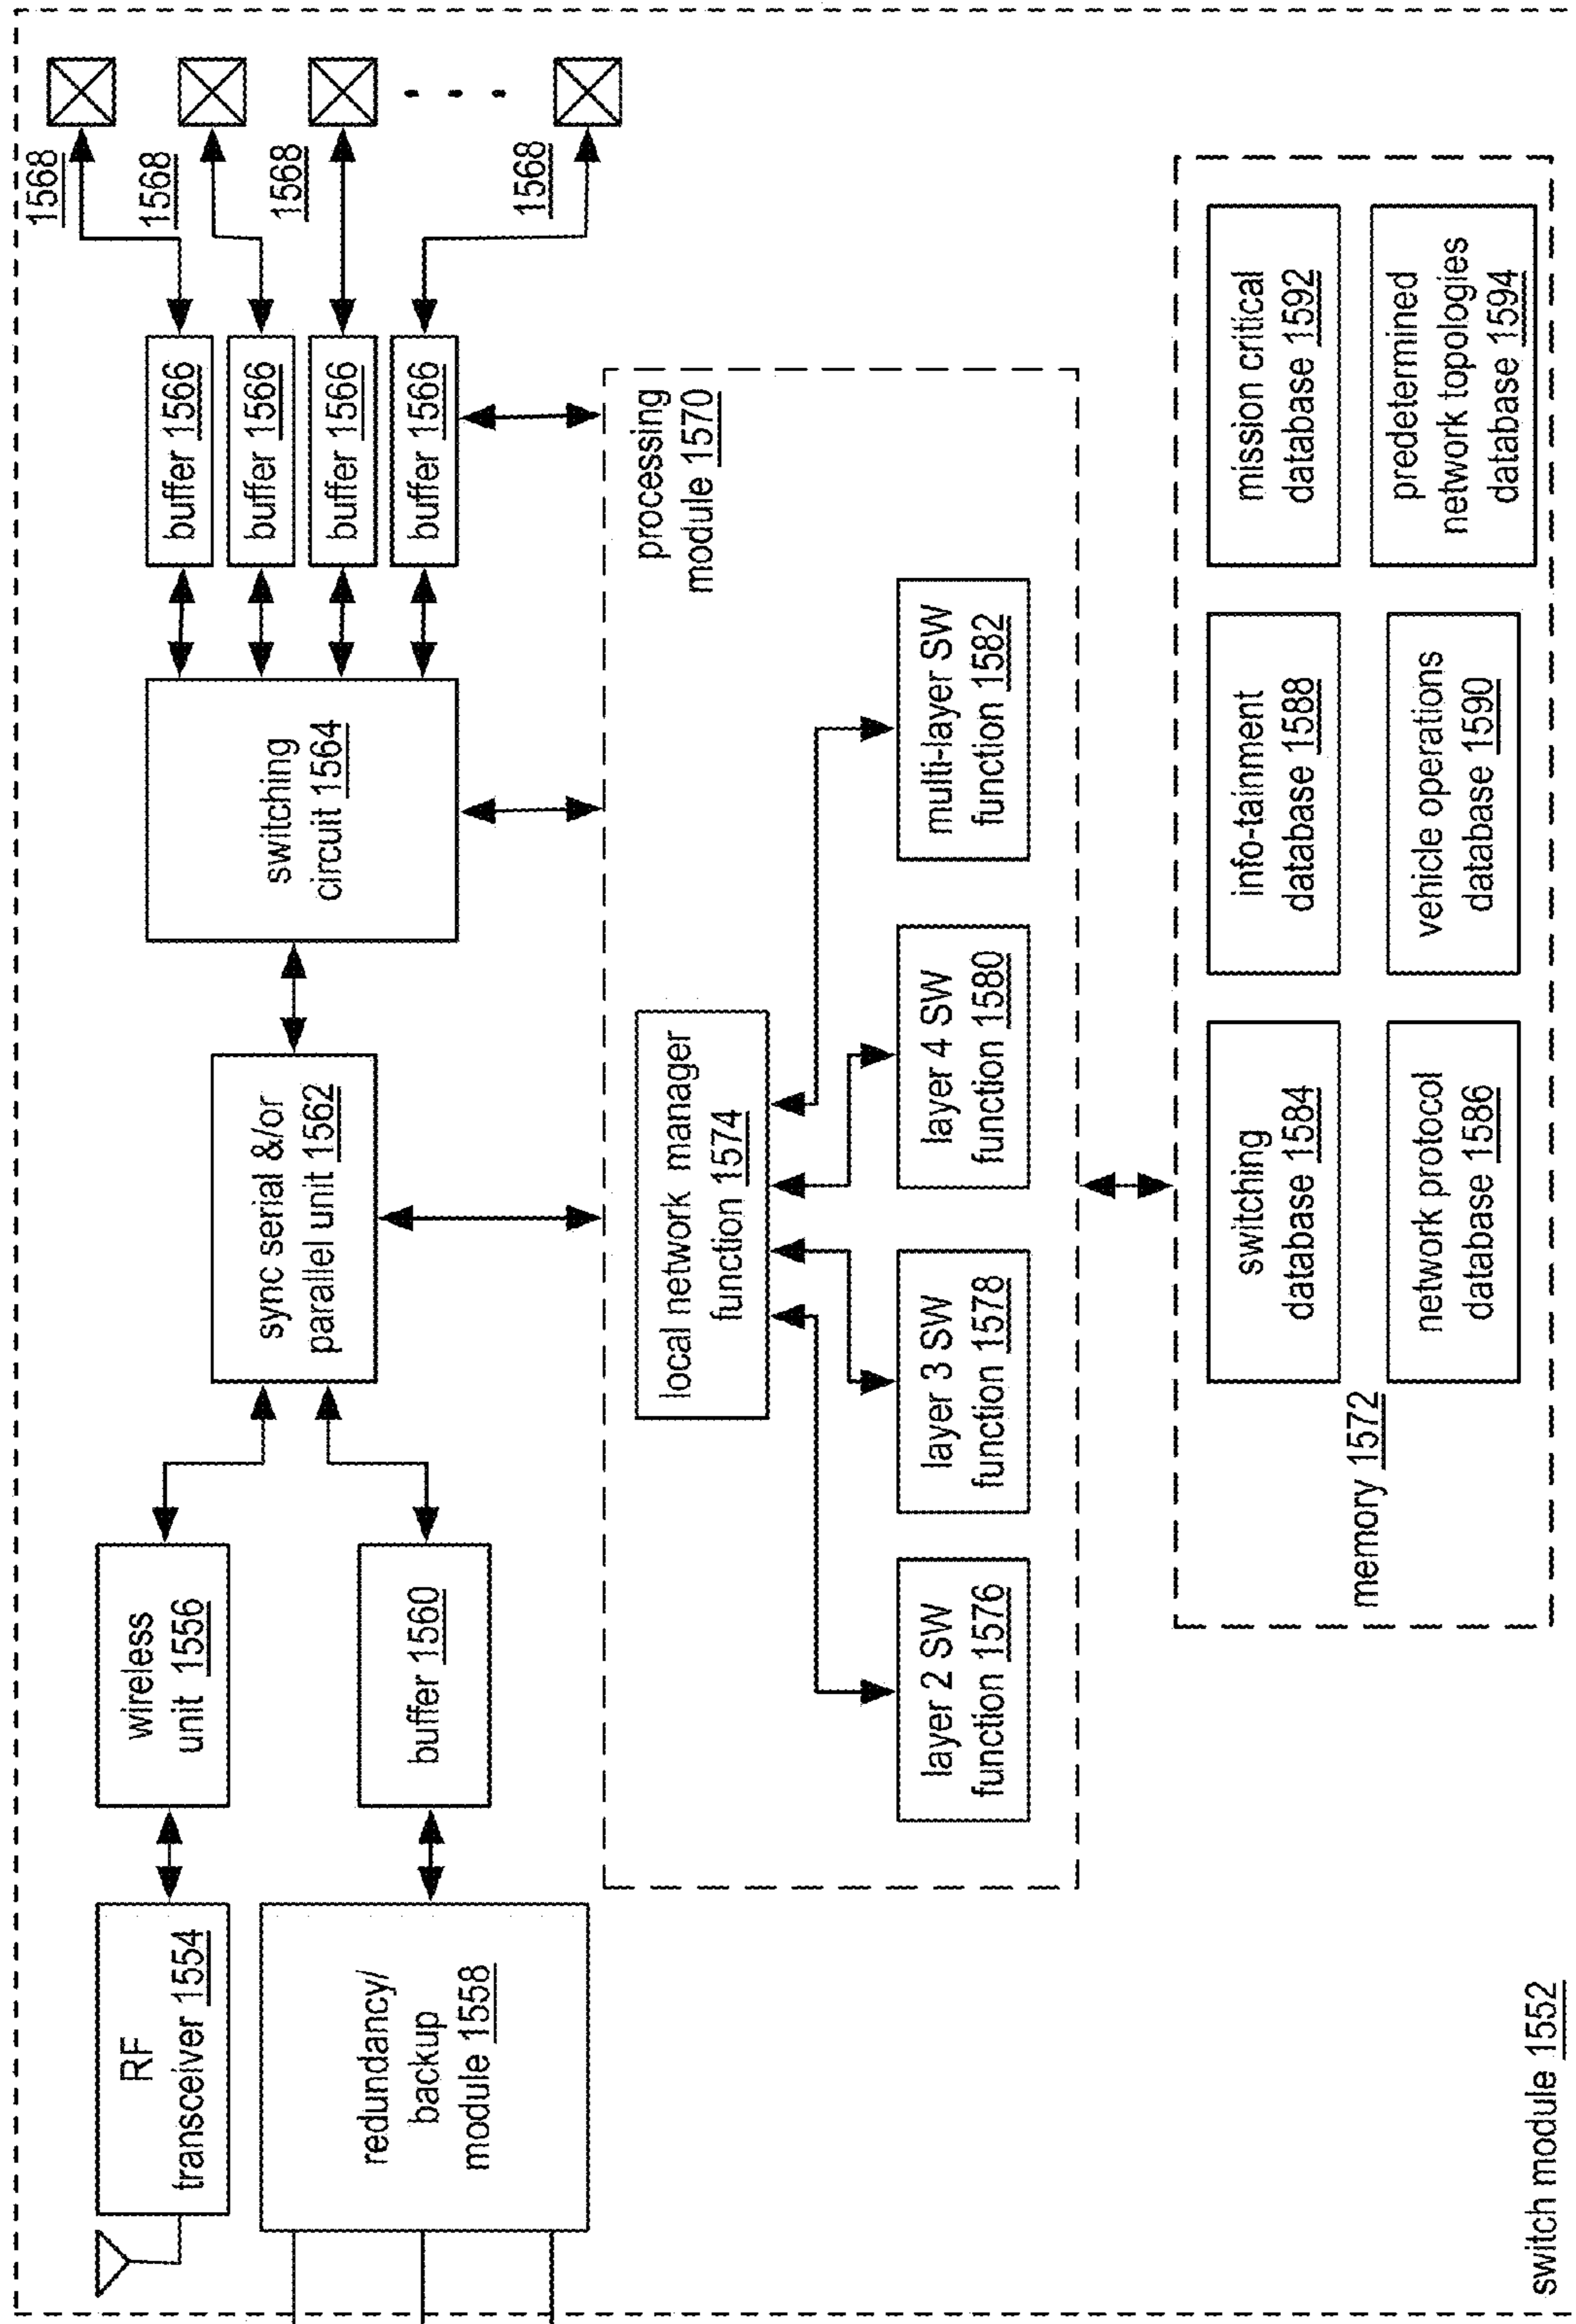 RF
transceiver 1554
wireless
unit 1556
redundancy/
backup
module 1558
buffer 1560
sync serial &/or
parallel unit 1562
switching
circuit 1564
buffer 1566
buffer 1566
buffer 1566
buffer 1566
1568
1568
1568
1568
processing
module 1570
local network manager
function 1574
layer 2 SW
function 1576
layer 3 SW
function 1578
layer 4 SW
function 1580
multi-layer SW
function 1582
memory 1572
switching
database 1584
info-tainment
database 1588
mission critical
database 1592
network protocol
database 1586
vehicle operations
database 1590
predetermined
network topologies
database 1594
switch module 1552